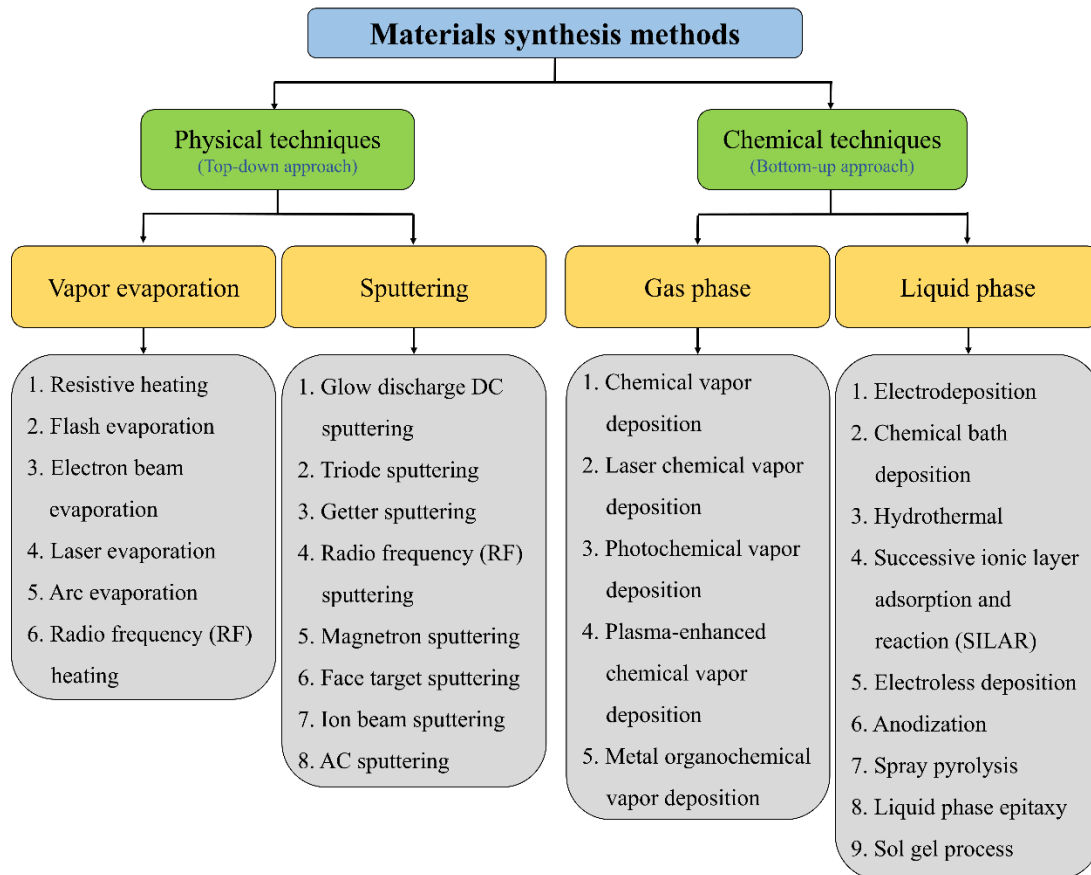 Materials synthesis methods
Physical techniques
(Top-down approach)
Chemical techniques
(Bottom-up approach)
Vapor evaporation
Sputtering
Gas phase
Liquid phase
1. Resistive heating
2. Flash evaporation
3. Electron beam
evaporation
4. Laser evaporation
5. Arc evaporation
6. Radio frequency (RF)
heating
1. Glow discharge DC
sputtering
2. Triode sputtering
3. Getter sputtering
4. Radio frequency (RF)
sputtering
5. Magnetron sputtering
6. Face target sputtering
7. Ion beam sputtering
8. AC sputtering
1. Chemical vapor
deposition
2. Laser chemical vapor
deposition
3. Photochemical vapor
deposition
4. Plasma-enhanced
chemical vapor
deposition
5. Metal organochemical
vapor deposition
1. Electrodeposition
2. Chemical bath
deposition
3. Hydrothermal
4. Successive ionic layer
adsorption and
reaction (SILAR)
5. Electroless deposition
6. Anodization
7. Spray pyrolysis
8. Liquid phase epitaxy
9. Sol gel process